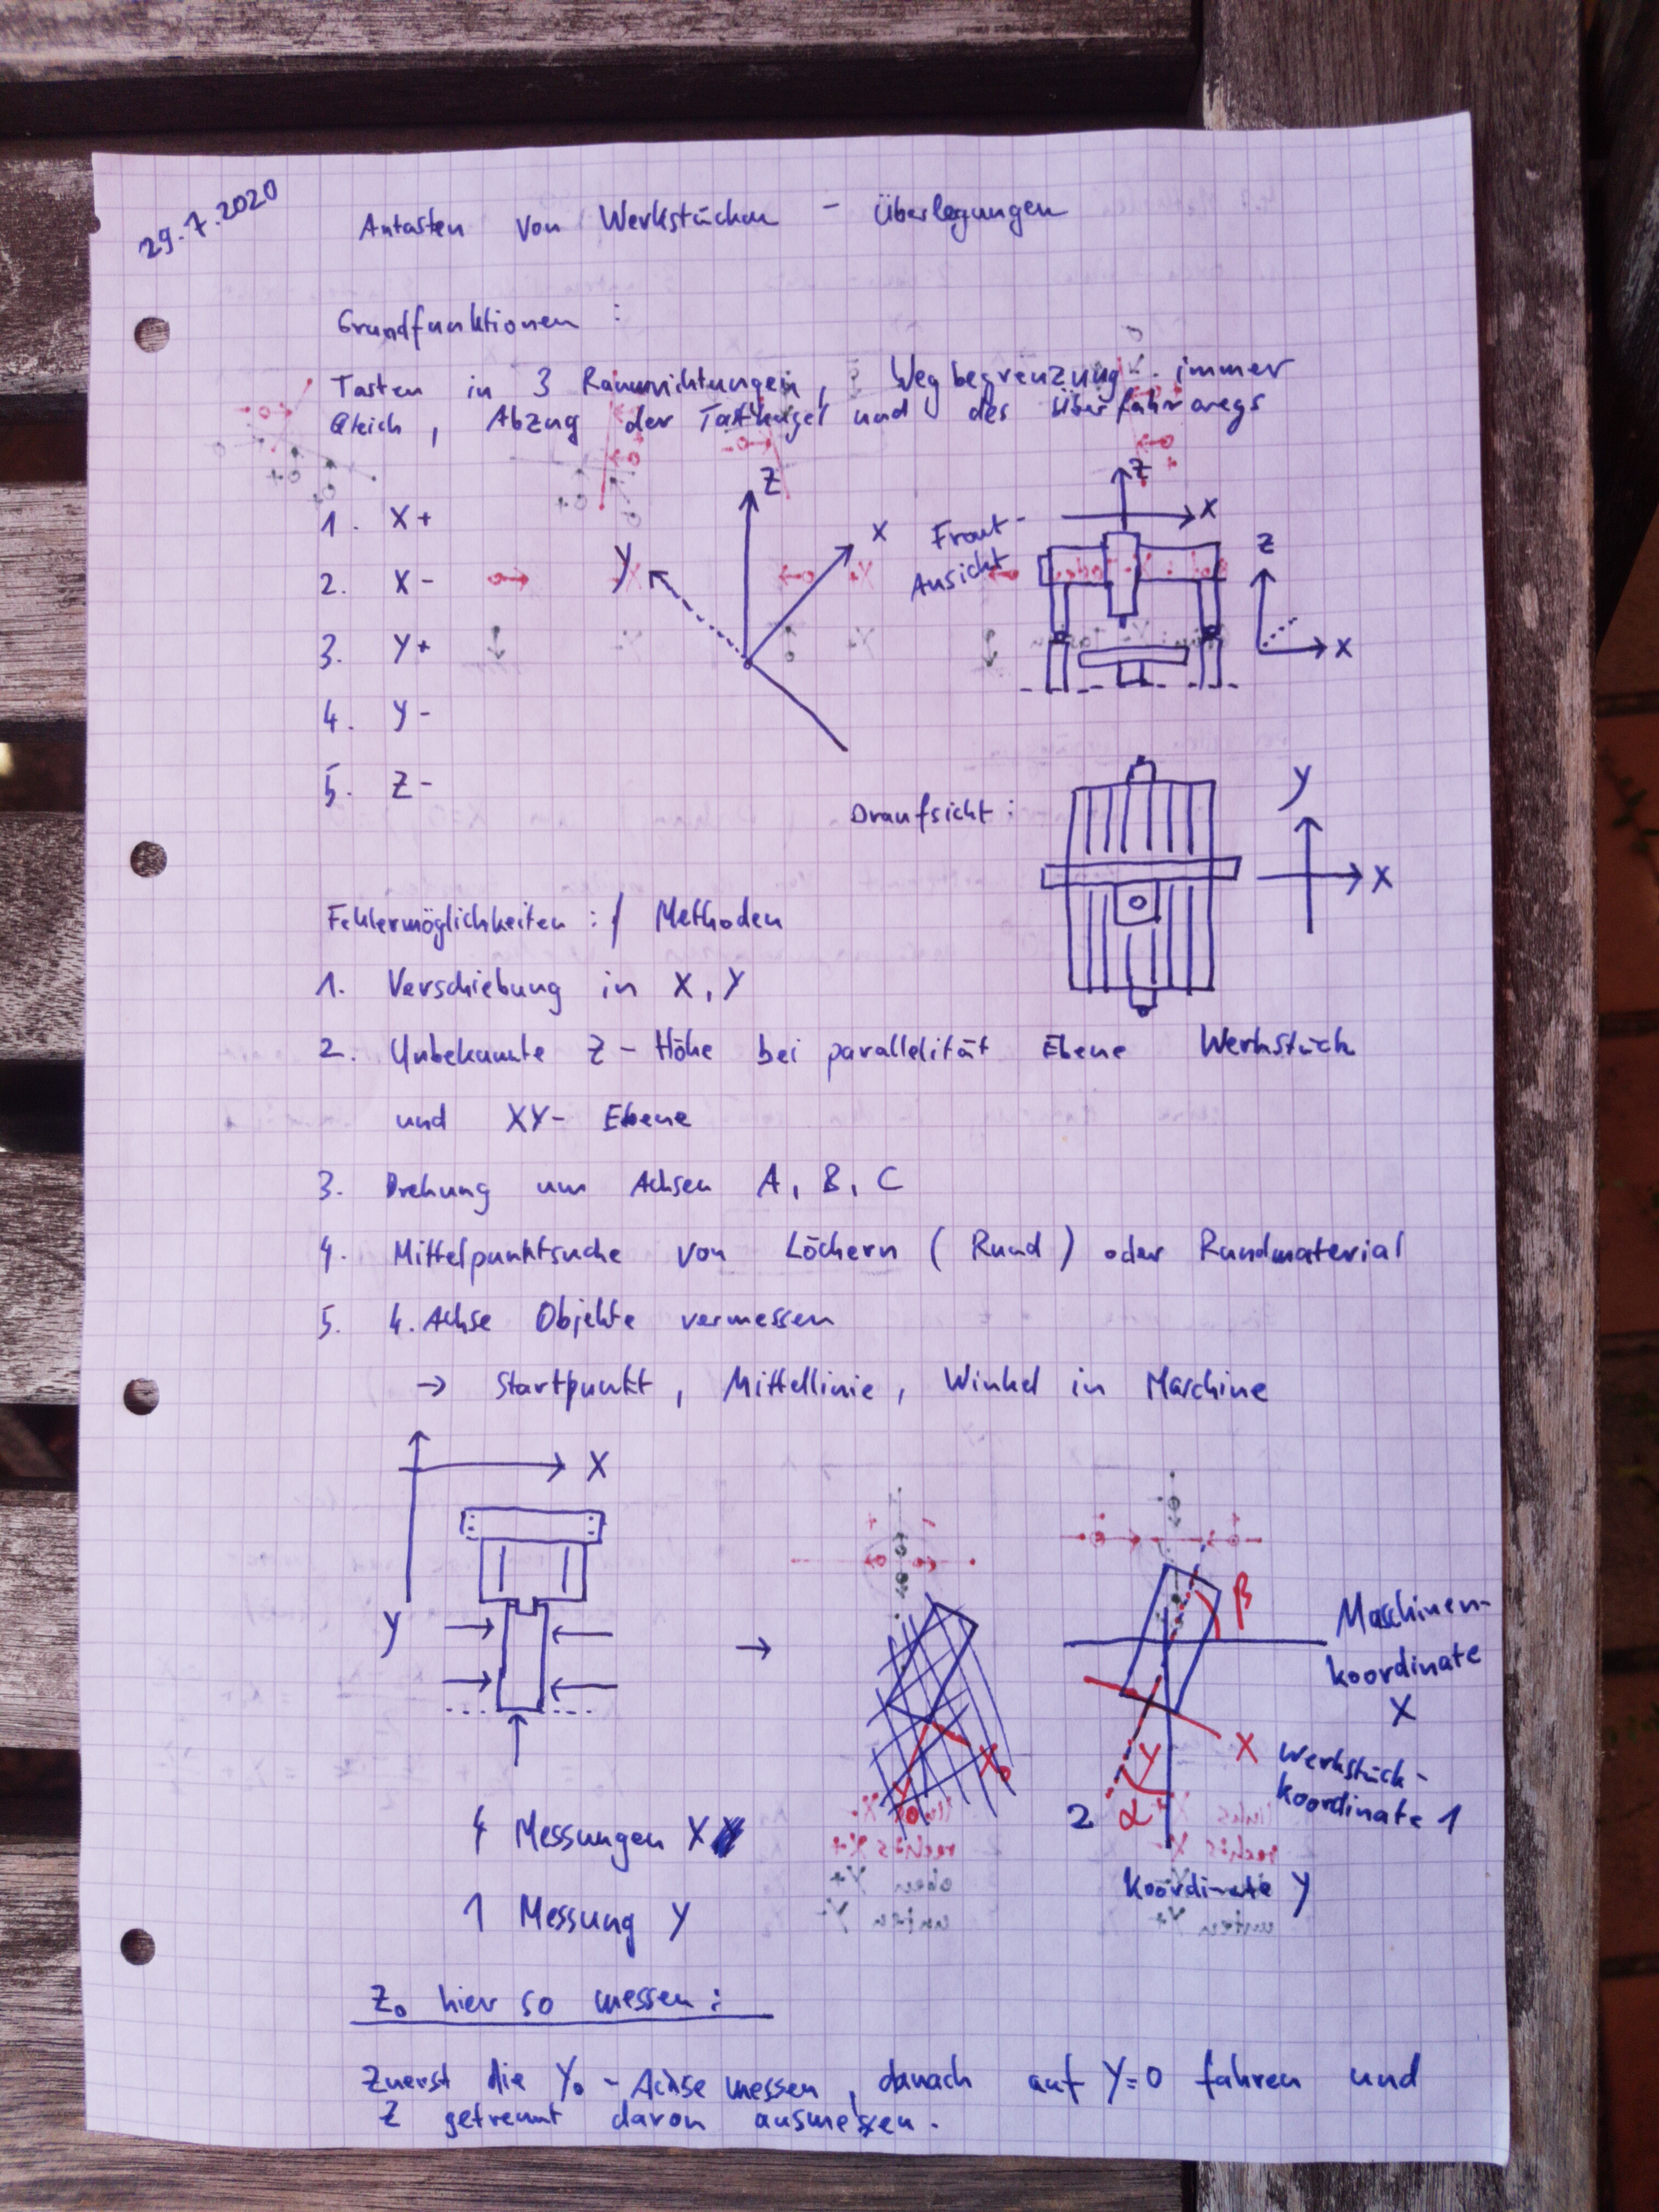 29.7.2020
Antasten von Werkstücken - Überlegungen
Grundfunktionen :
Tasten in 3 Raumrichtungen, Wegbegrenzung immer
Gleich, Abzug der Tastkugel und des Überfahrwegs
1. X+
2. X-
3. Y+
4. Y-
5. Z-
Z
X
Y
Front-
Ansicht
Z
X
Z
X
Draufsicht :
Y
X
Fehlermöglichkeiten : / Methoden
1. Verschiebung in X, Y
2. Unbekannte Z-Höhe bei parallelität Ebene Werkstück
und XY- Ebene
3. Drehung um Achsen A, B, C
4. Mittelpunktsuche von Löchern (Rund) oder Rundmaterial
5. 4. Achse Objekte vermessen
→ Startpunkt, Mittellinie, Winkel in Maschine
X
Y
→
4 Messungen X
1 Messung Y
β
Maschinen-
koordinate
X
X Werkstück-
koordinate 1
Y
2 α
Koordinate Y
Z₀ hier so messen :
Zuerst die Y₀ - Achse messen, danach auf Y=0 fahren und
Z getrennt davon ausmessen.